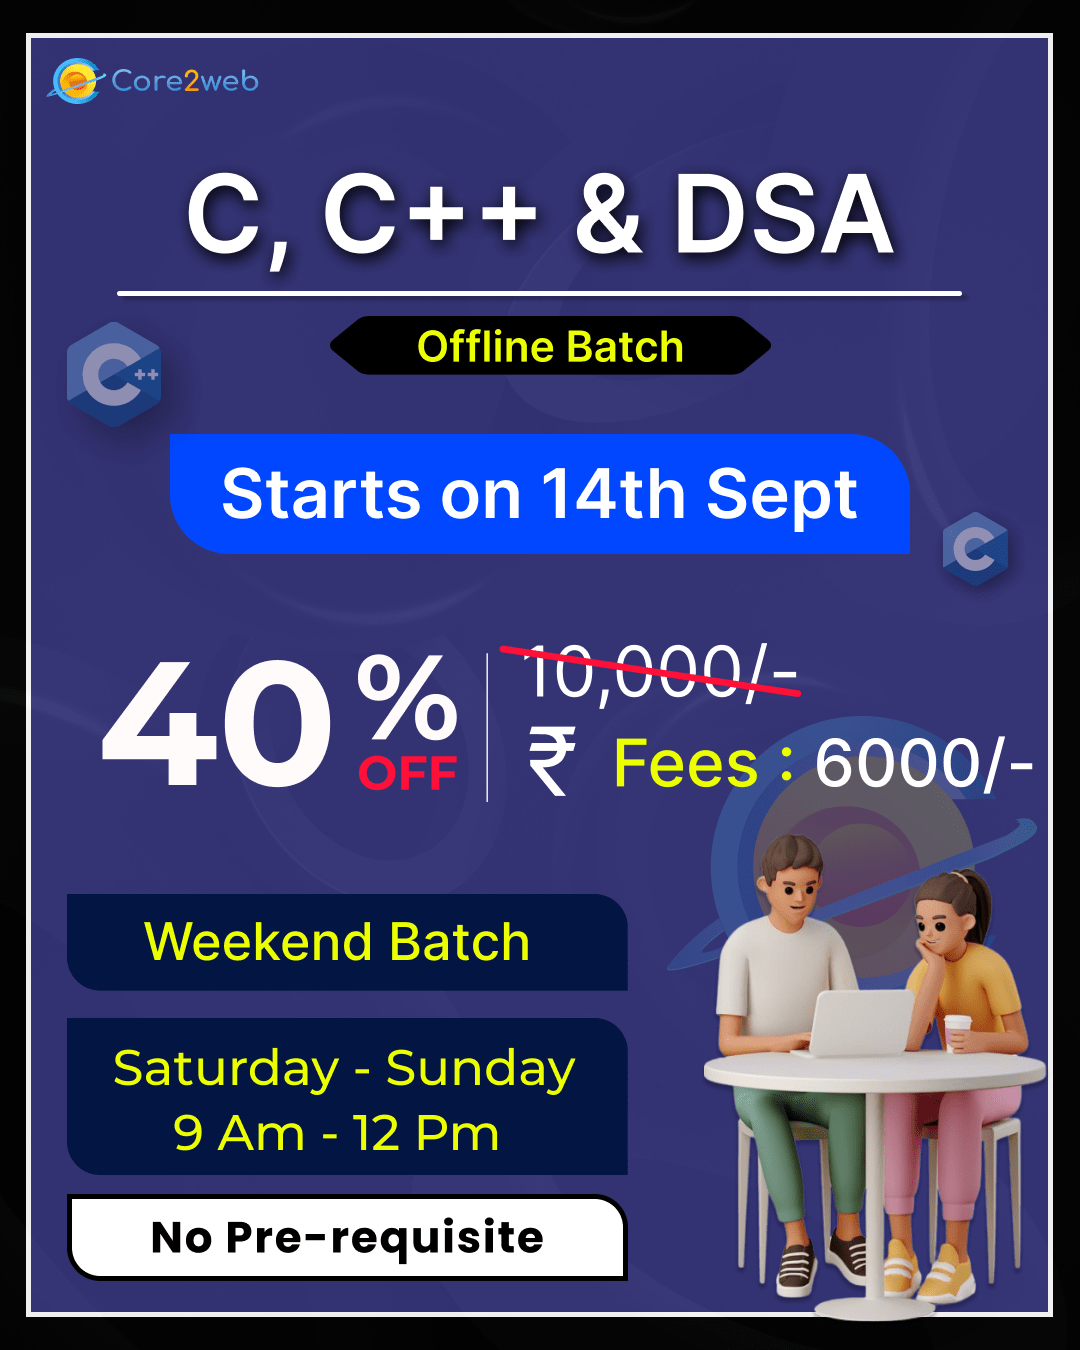 Core2web
C, C++ & DSA
Offline Batch
C++
Starts on 14th Sept
C
40 % OFF
10,000/-
₹ Fees : 6000/-
Weekend Batch
Saturday - Sunday
9 Am - 12 Pm
No Pre-requisite